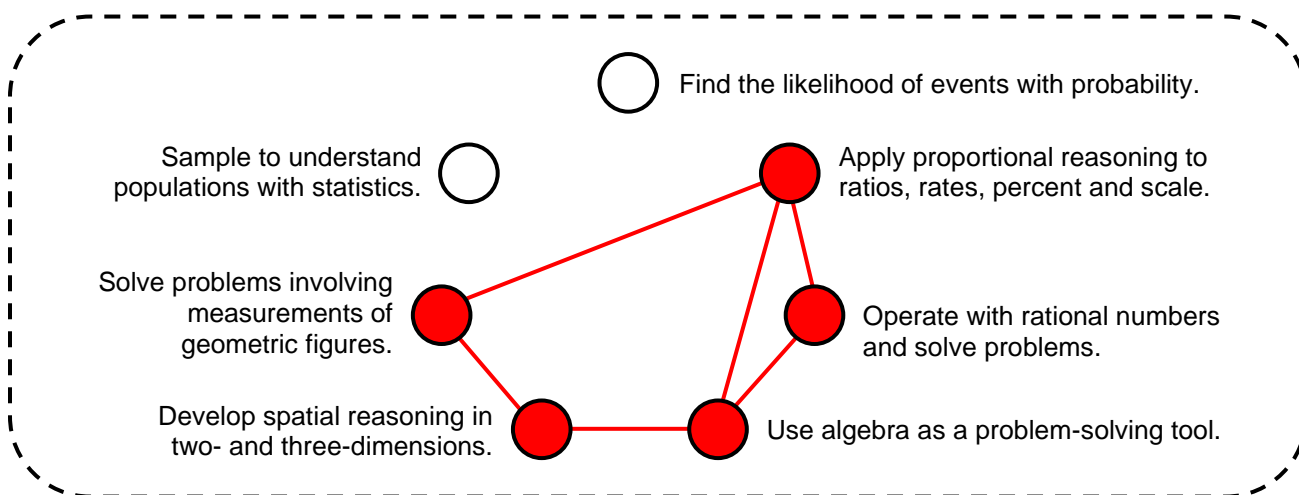 Find the likelihood of events with probability.
Sample to understand
populations with statistics.
Apply proportional reasoning to
ratios, rates, percent and scale.
Solve problems involving
measurements of
geometric figures.
Operate with rational numbers
and solve problems.
Develop spatial reasoning in
two- and three-dimensions.
Use algebra as a problem-solving tool.